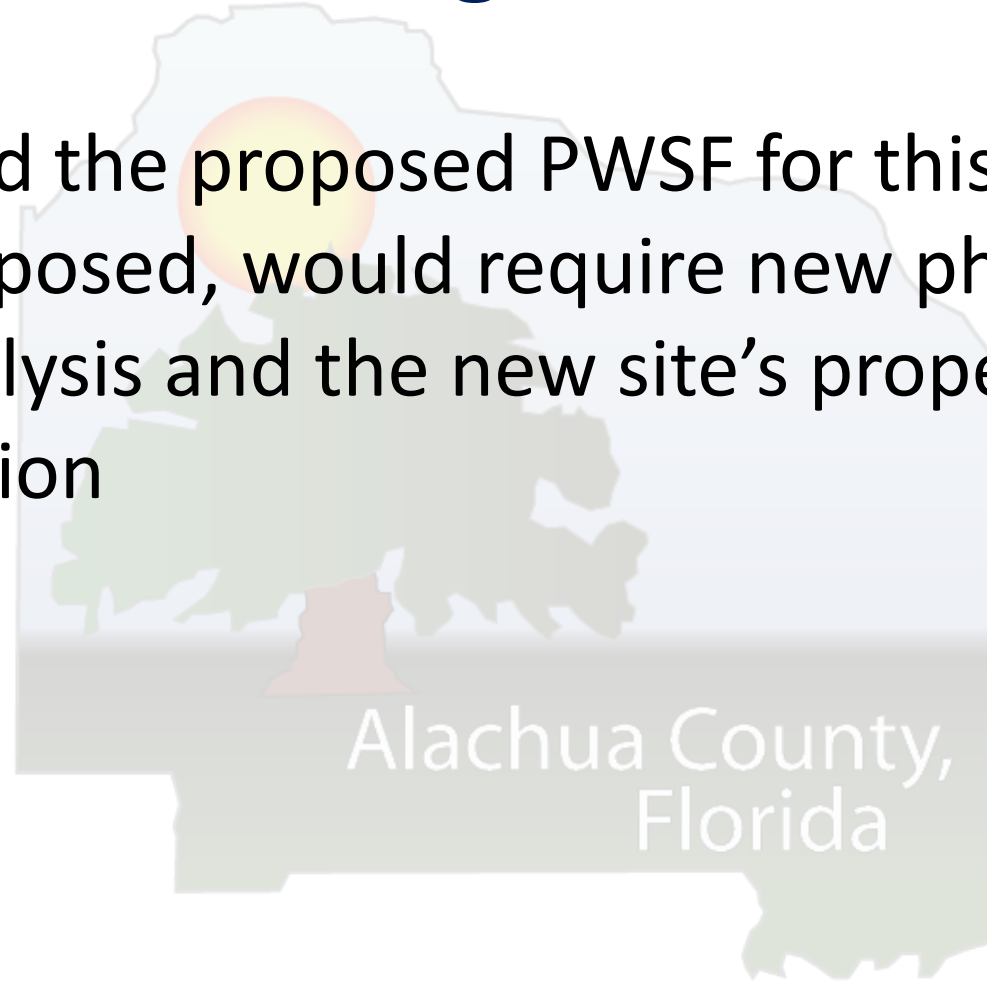 d the proposed PWSF for this
posed, would require new ph
lysis and the new site’s prope
ion
Alachua County,
Florida